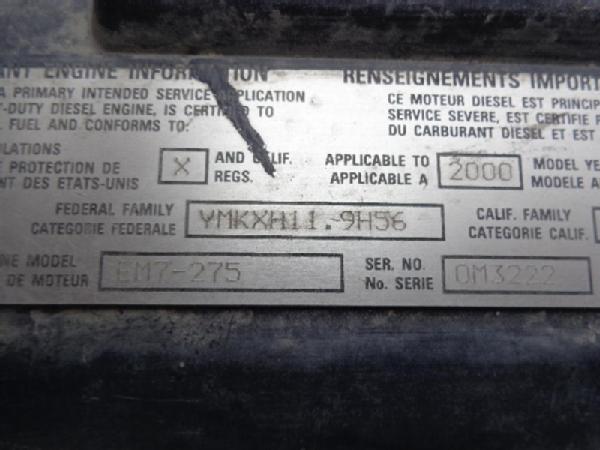 ANT ENGINE INFORMATION RENSEIGNEMENTS IMPORT
A PRIMARY INTENDED SERVICE APPLICATION CE MOTEUR DIESEL EST PRINCIP
-DUTY DIESEL ENGINE, IS CERTIFIED TO SERVICE SEVERE, EST CERTIFIE
FUEL AND CONFORMS TO: DU CARBURANT DIESEL ET EST
ULATIONS AND CALIF. APPLICABLE TO MODEL YE
E PROTECTION DE X REGS. APPLICABLE A 2000 MODELE A
NT DES ETATS-UNIS
FEDERAL FAMILY YMKXH11.9H56 CALIF. FAMILY
CATEGORIE FEDERALE CATEGORIE CALIF.
NE MODEL EM7-275 SER. NO. 0M3222
DE MOTEUR No. SERIE